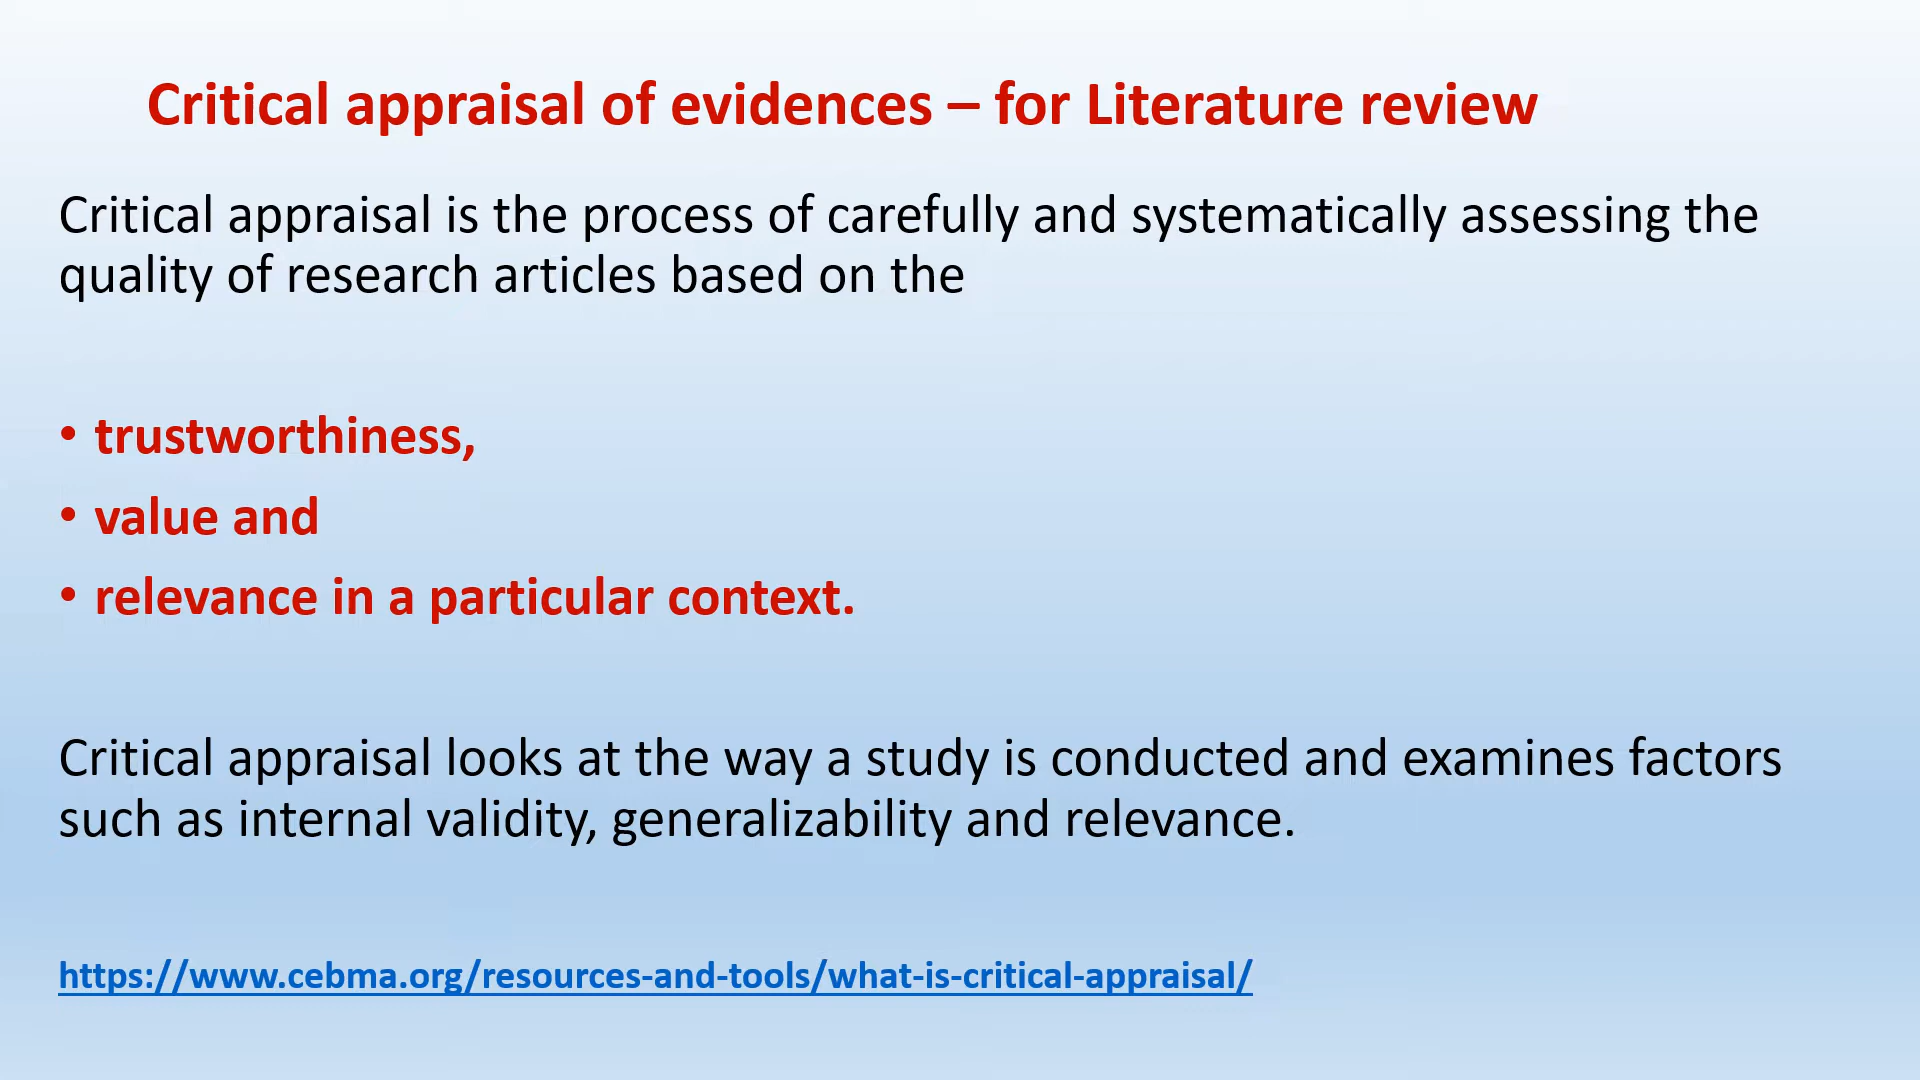 Critical appraisal of evidences – for Literature review
Critical appraisal is the process of carefully and systematically assessing the
quality of research articles based on the
• trustworthiness,
• value and
• relevance in a particular context.
Critical appraisal looks at the way a study is conducted and examines factors
such as internal validity, generalizability and relevance.
https://www.cebma.org/resources-and-tools/what-is-critical-appraisal/